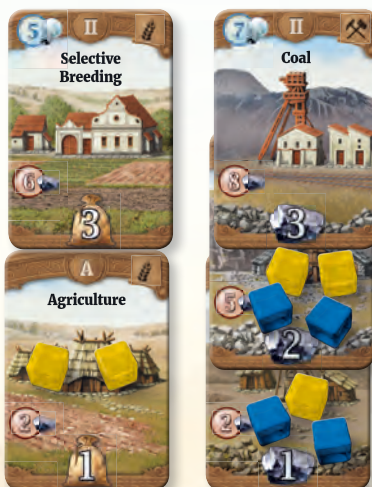 5 II
Selective
Breeding
6
3
A
Agriculture
2
1
7 II
Coal
8
3
5
2
2
1